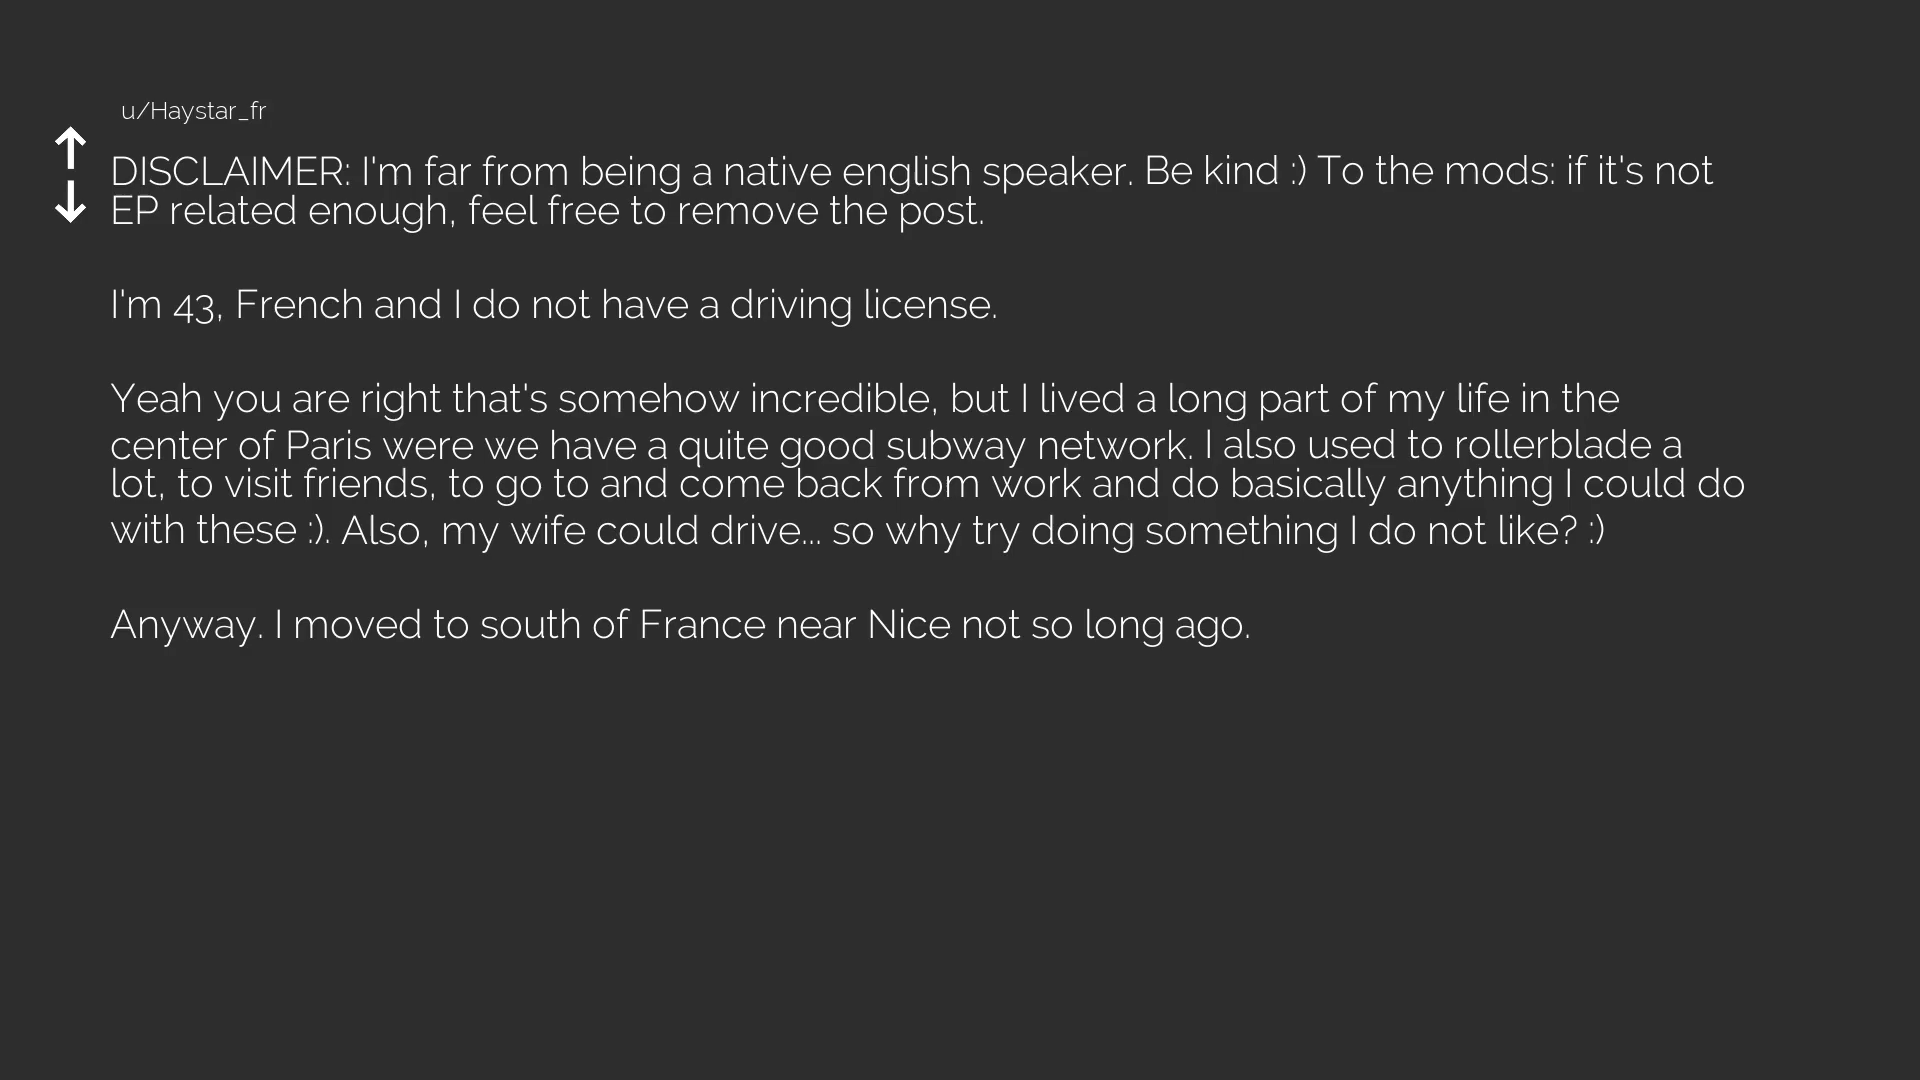 u/Haystar_fr
DISCLAIMER: I'm far from being a native english speaker. Be kind :) To the mods: if it's not
EP related enough, feel free to remove the post.
I'm 43, French and I do not have a driving license.
Yeah you are right that's somehow incredible, but I lived a long part of my life in the
center of Paris were we have a quite good subway network. I also used to rollerblade a
lot, to visit friends, to go to and come back from work and do basically anything I could do
with these :). Also, my wife could drive... so why try doing something I do not like? :)
Anyway. I moved to south of France near Nice not so long ago.